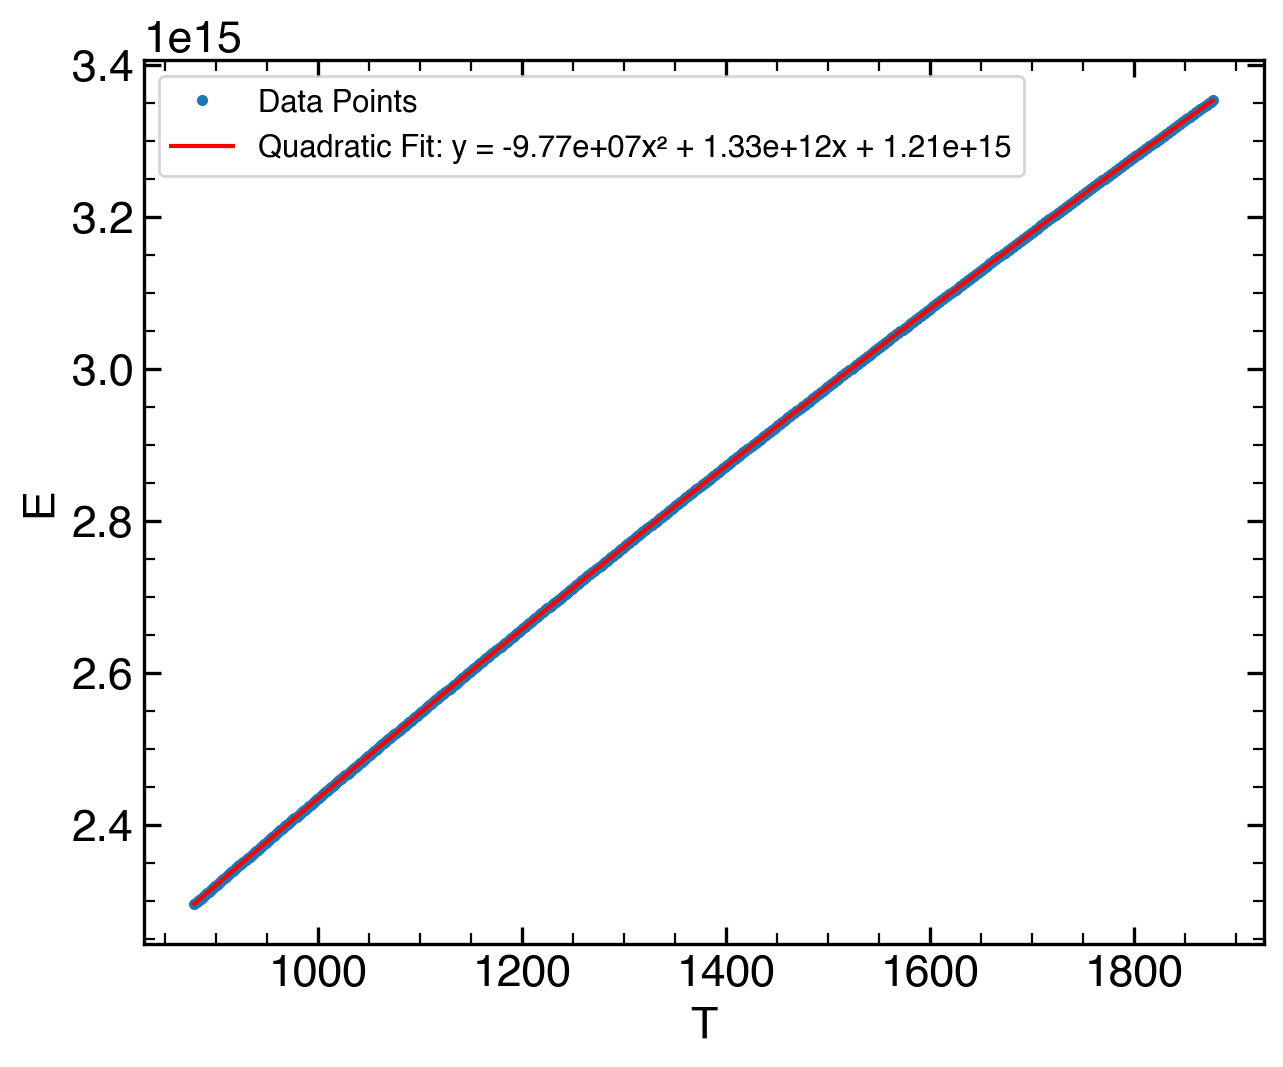 1e15
3.4
Data Points
Quadratic Fit: y = -9.77e+07x² + 1.33e+12x + 1.21e+15
3.2
3.0
E
2.8
2.6
2.4
1000 1200 1400 1600 1800
T